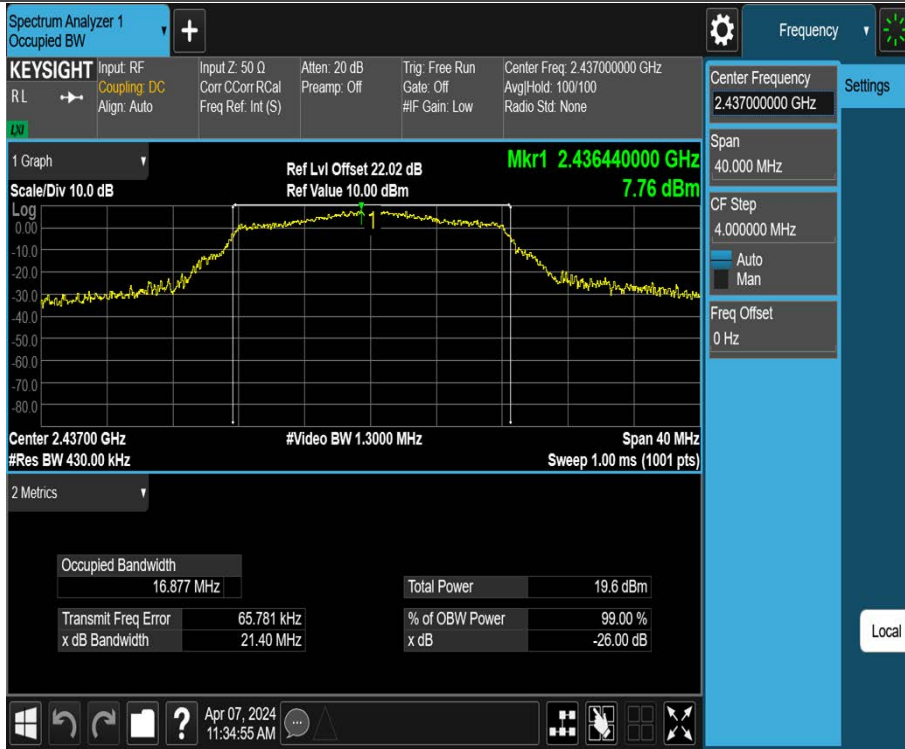 Spectrum Analyzer 1
Occupied BW
+
Frequency
KEYSIGHT
RL
LXI
Input: RF
Coupling: DC
Align: Auto
Input Z: 50 Ω
Corr CCorr RCal
Freq Ref: Int (S)
Atten: 20 dB
Preamp: Off
Trig: Free Run
Gate: Off
#IF Gain: Low
Center Freq: 2.437000000 GHz
Avg|Hold: 100/100
Radio Std: None
Center Frequency
2.437000000 GHz
Settings
Span
40.000 MHz
CF Step
4.000000 MHz
Auto
Man
Freq Offset
0 Hz
Local
1 Graph
Scale/Div 10.0 dB
Ref Lvl Offset 22.02 dB
Ref Value 10.00 dBm
Mkr1 2.436440000 GHz
7.76 dBm
Log
0.00
-10.0
-20.0
-30.0
-40.0
-50.0
-60.0
-70.0
-80.0
1
Center 2.43700 GHz
#Video BW 1.3000 MHz
Span 40 MHz
#Res BW 430.00 kHz
Sweep 1.00 ms (1001 pts)
2 Metrics
Occupied Bandwidth
16.877 MHz
Total Power 19.6 dBm
Transmit Freq Error 65.781 kHz
% of OBW Power 99.00 %
x dB Bandwidth 21.40 MHz
x dB -26.00 dB
?
Apr 07, 2024
11:34:55 AM